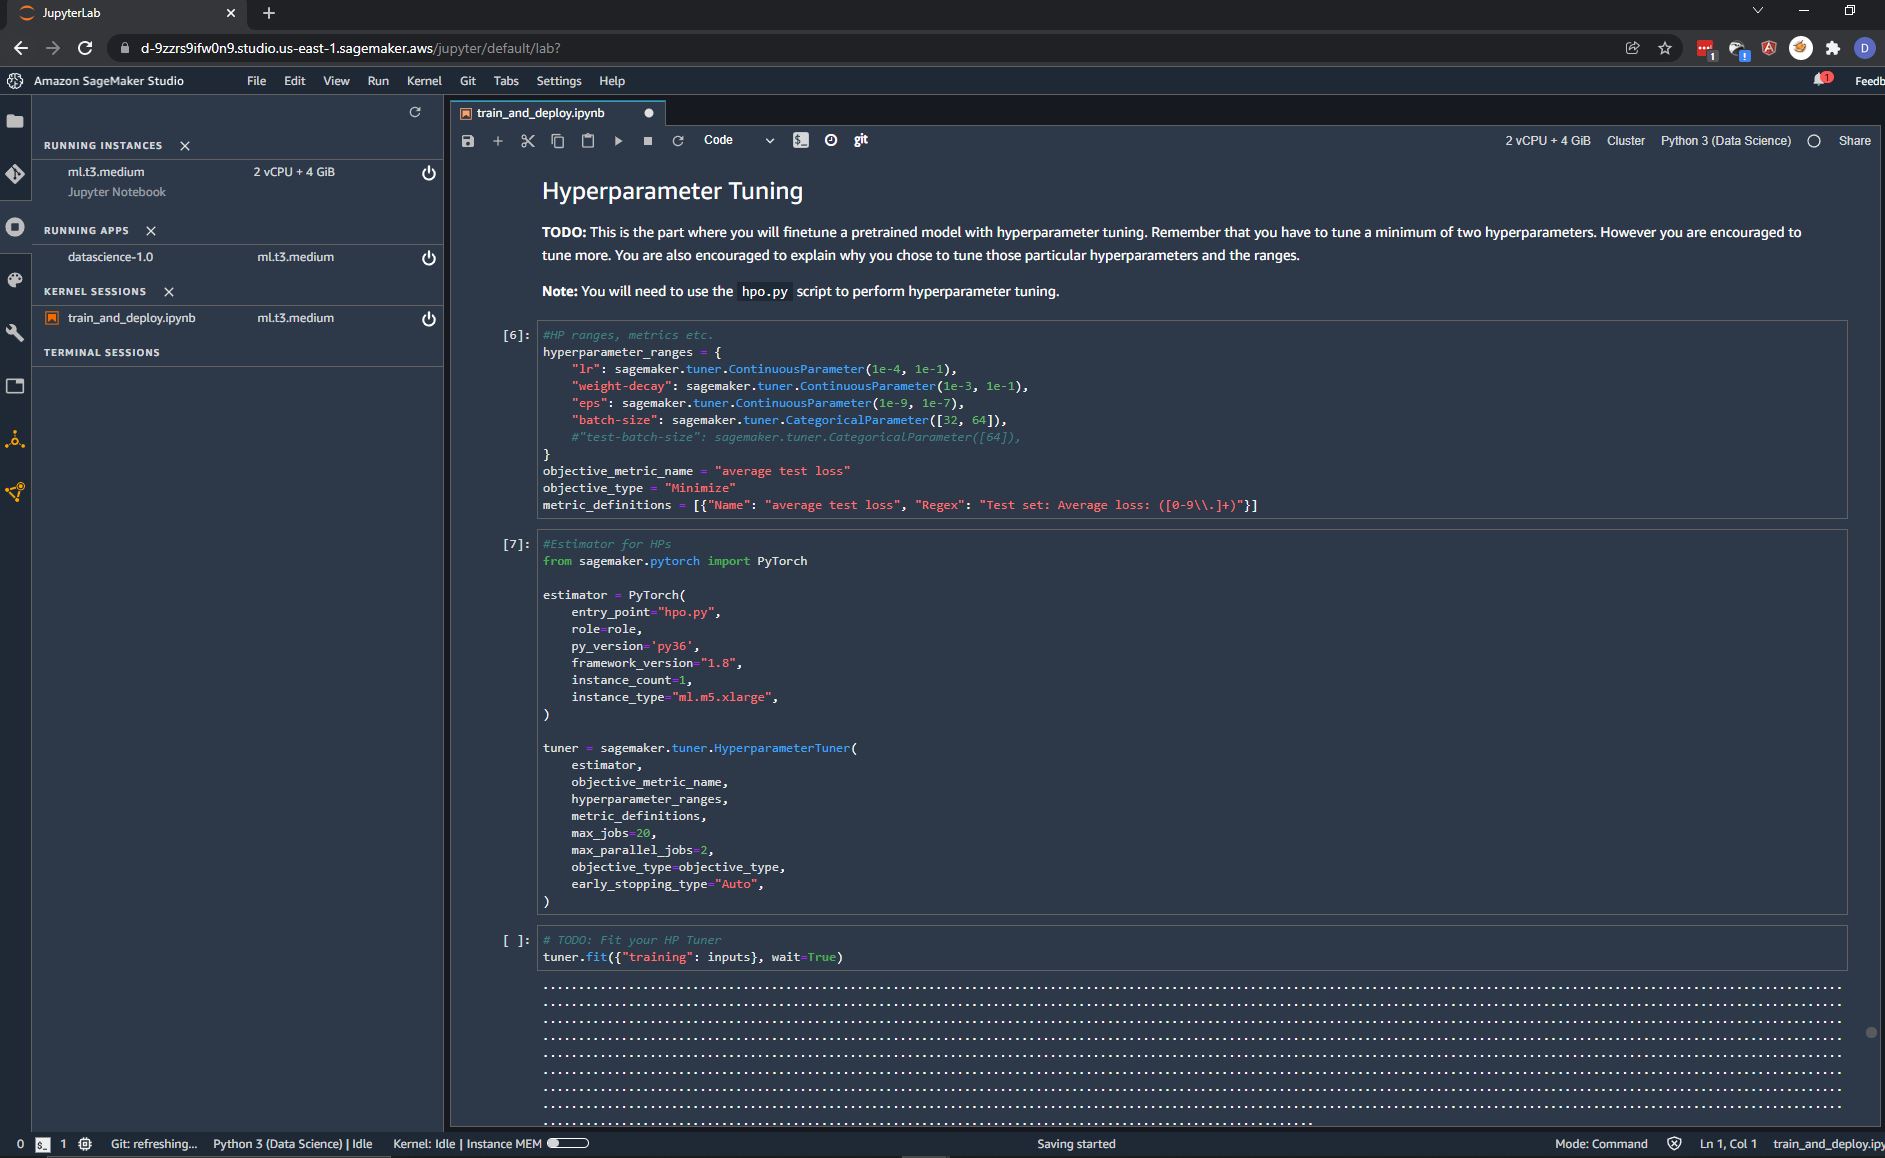 JupyterLab
d-9zzrs9ifw0n9.studio.us-east-1.sagemaker.aws/jupyter/default/lab?
1
D
Amazon SageMaker Studio File Edit View Run Kernel Git Tabs Settings Help 1 Feedb
train_and_deploy.ipynb
Code git 2 vCPU + 4 GiB Cluster Python 3 (Data Science) Share
RUNNING INSTANCES
ml.t3.medium 2 vCPU + 4 GiB
Jupyter Notebook
RUNNING APPS
datascience-1.0 ml.t3.medium
KERNEL SESSIONS
train_and_deploy.ipynb ml.t3.medium
TERMINAL SESSIONS
Hyperparameter Tuning
TODO: This is the part where you will finetune a pretrained model with hyperparameter tuning. Remember that you have to tune a minimum of two hyperparameters. However you are encouraged to
tune more. You are also encouraged to explain why you chose to tune those particular hyperparameters and the ranges.
Note: You will need to use the hpo.py script to perform hyperparameter tuning.
[6]: #HP ranges, metrics etc.
hyperparameter_ranges = {
"lr": sagemaker.tuner.ContinuousParameter(1e-4, 1e-1),
"weight-decay": sagemaker.tuner.ContinuousParameter(1e-3, 1e-1),
"eps": sagemaker.tuner.ContinuousParameter(1e-9, 1e-7),
"batch-size": sagemaker.tuner.CategoricalParameter([32, 64]),
#"test-batch-size": sagemaker.tuner.CategoricalParameter([64]),
}
objective_metric_name = "average test loss"
objective_type = "Minimize"
metric_definitions = [{"Name": "average test loss", "Regex": "Test set: Average loss: ([0-9\\.]+)"}]
[7]: #Estimator for HPs
from sagemaker.pytorch import PyTorch
estimator = PyTorch(
entry_point="hpo.py",
role=role,
py_version='py36',
framework_version="1.8",
instance_count=1,
instance_type="ml.m5.xlarge",
)
tuner = sagemaker.tuner.HyperparameterTuner(
estimator,
objective_metric_name,
hyperparameter_ranges,
metric_definitions,
max_jobs=20,
max_parallel_jobs=2,
objective_type=objective_type,
early_stopping_type="Auto",
)
[ ]: # TODO: Fit your HP Tuner
tuner.fit({"training": inputs}, wait=True)
0 $_ 1 Git: refreshing... Python 3 (Data Science) | Idle Kernel: Idle | Instance MEM Saving started Mode: Command Ln 1, Col 1 train_and_deploy.ipy